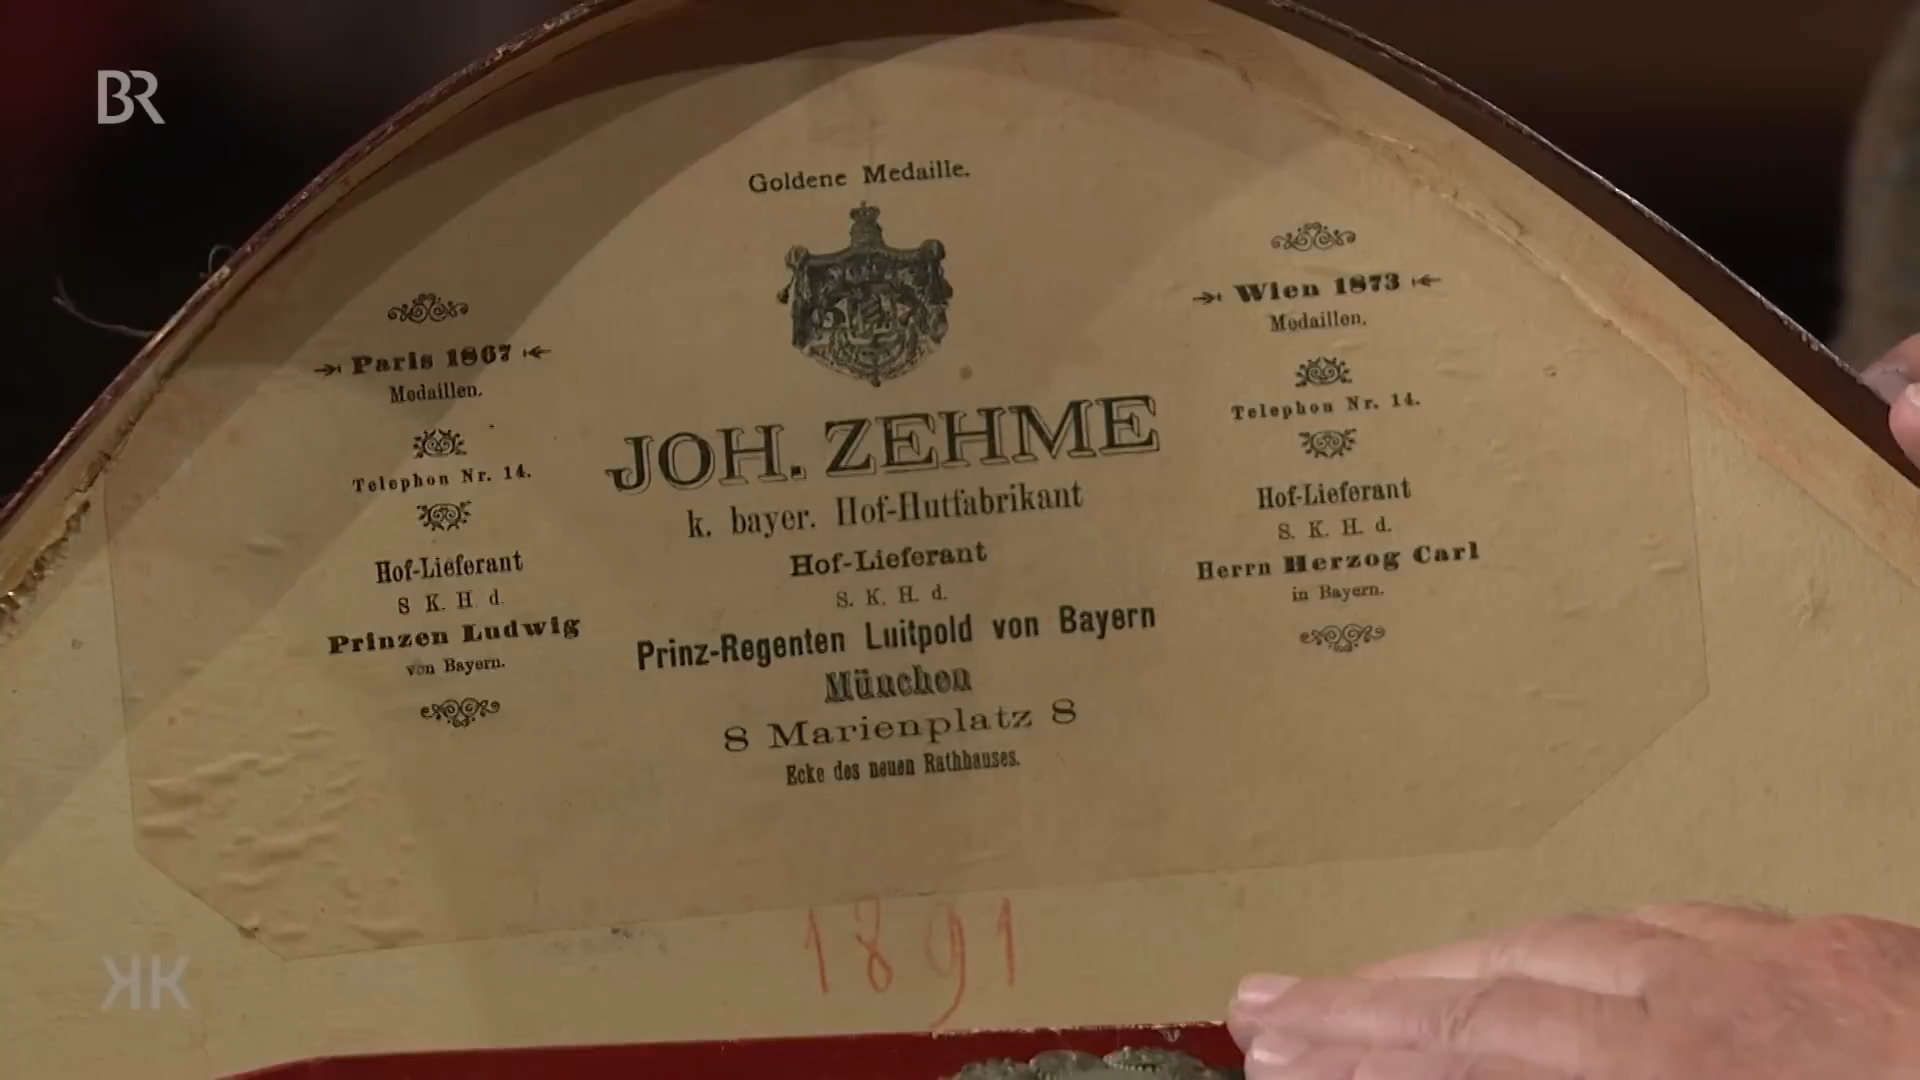 BR
Goldene Medaille.
Paris 1867
Medaillen.
Telephon Nr. 14.
Hof-Lieferant
S K. H d.
Prinzen Ludwig
von Bayern.
JOH. ZEHME
k. bayer. Hof-Hutfabrikant
Hof-Lieferant
S. K. H. d.
Prinz-Regenten Luitpold von Bayern
München
8 Marienplatz 8
Ecke des neuen Rathhauses.
Wien 1873
Medaillen.
Telephon Nr. 14.
Hof-Lieferant
S. K. H. d.
Herrn Herzog Carl
in Bayern.
1891
KK